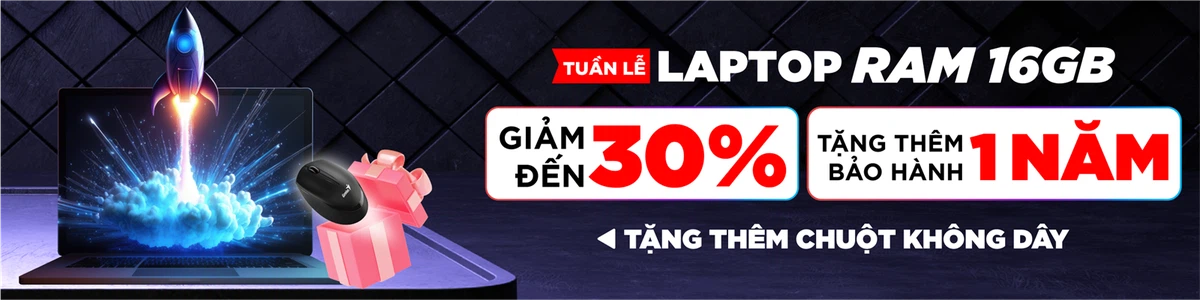 TUẦN LỄ LAPTOP RAM 16GB
GIẢM ĐẾN 30%
TẶNG THÊM BẢO HÀNH 1 NĂM
TẶNG THÊM CHUỘT KHÔNG DÂY